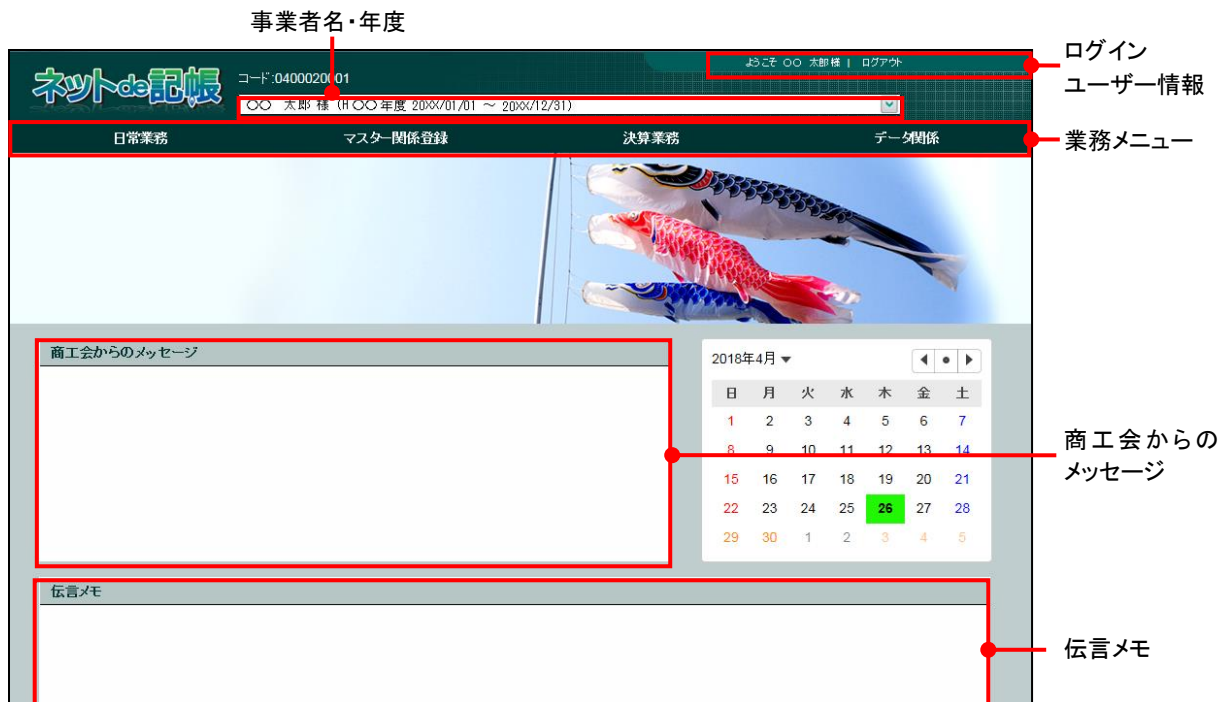 事業者名・年度
ネットde記帳
コード:0400020001
ようこそ 〇〇 太郎 様 | ログアウト
ログイン
ユーザー情報
〇〇 太郎 様 (H〇〇年度 20XX/01/01 ～ 20XX/12/31)
日常業務 マスター関係登録 決算業務 データ関係
業務メニュー
商工会からのメッセージ
2018年4月
日 月 火 水 木 金 土
1 2 3 4 5 6 7
8 9 10 11 12 13 14
15 16 17 18 19 20 21
22 23 24 25 26 27 28
29 30 1 2 3 4 5
商工会からの
メッセージ
伝言メモ
伝言メモ